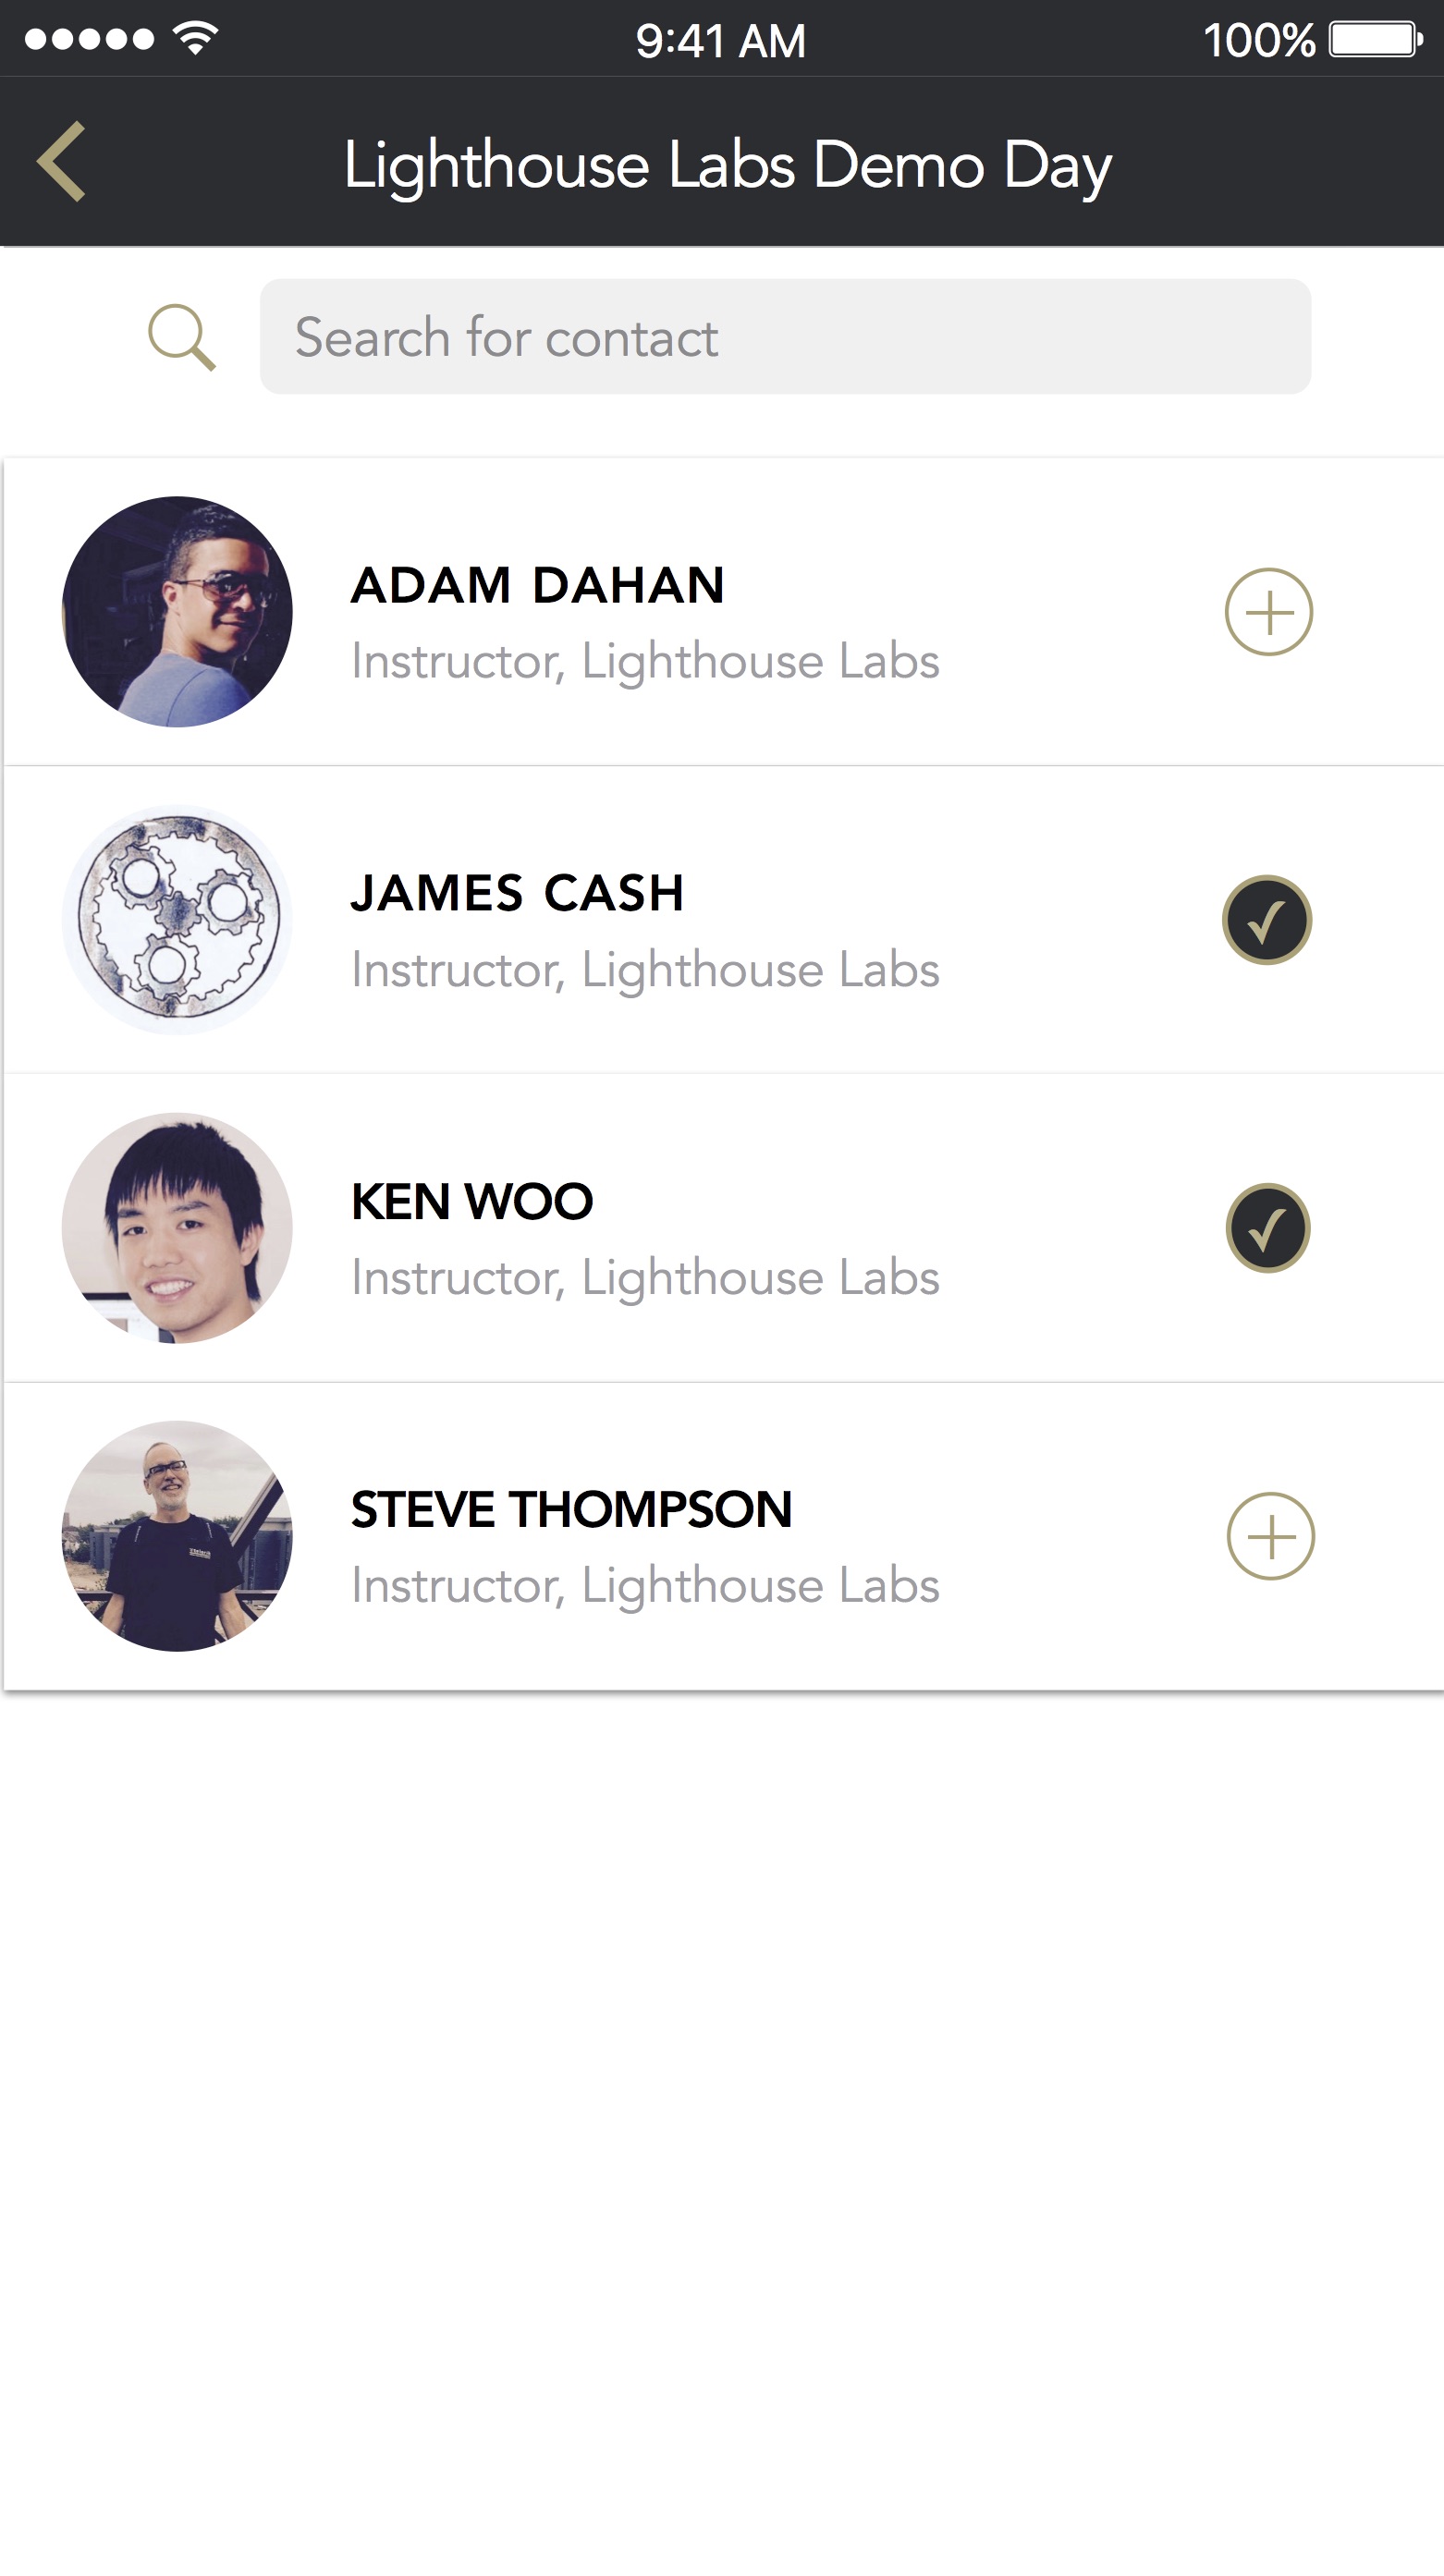 9:41 AM
100%
Lighthouse Labs Demo Day
Search for contact
ADAM DAHAN
Instructor, Lighthouse Labs
JAMES CASH
Instructor, Lighthouse Labs
KEN WOO
Instructor, Lighthouse Labs
STEVE THOMPSON
Instructor, Lighthouse Labs